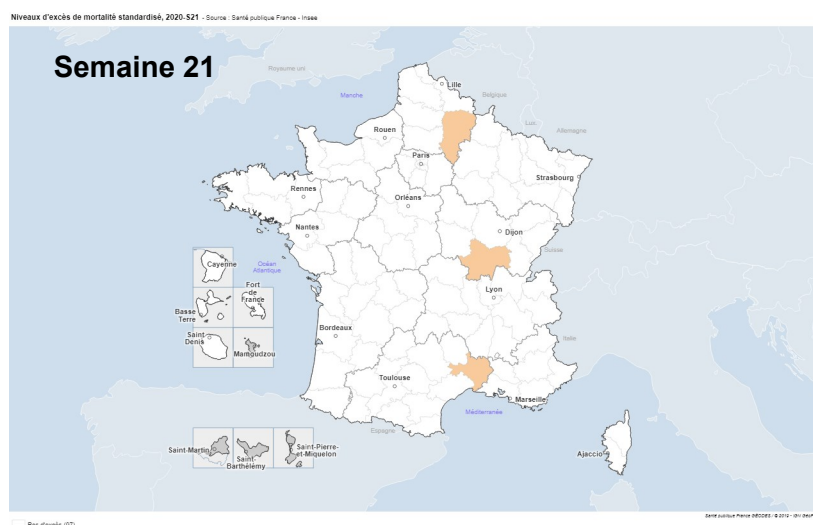 Niveaux d'excès de mortalité standardisé, 2020-S21 - Source : Santé publique France - Insee
Semaine 21
Royaume uni
Lille
Belgique
Manche
Lux.
Allemagne
Rouen
Paris
Strasbourg
Rennes
Orléans
Nantes
Dijon
Suisse
Cayenne
Océan
Atlantique
Fort
de
France
Lyon
Basse
Terre
Bordeaux
Saint
Denis
Italie
Mamoudzou
Toulouse
Marseille
Méditerranée
Espagne
Saint-Martin
Saint-
Barthélémy
Saint-Pierre-
et-Miquelon
Ajaccio
Santé publique France GÉODES / © 2019 - IGN Géof
Pas d'excès (97)